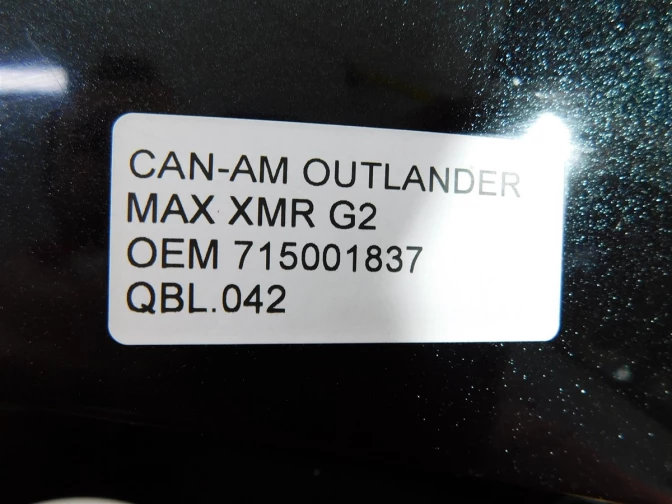 CAN-AM OUTLANDER
MAX XMR G2
OEM 715001837
QBL.042